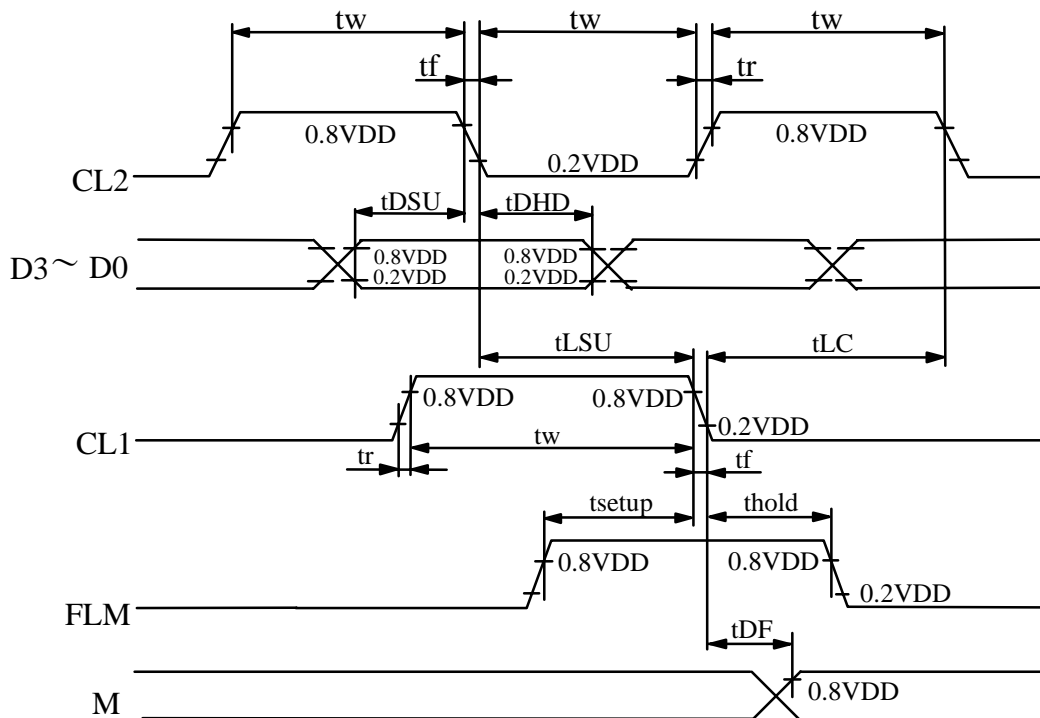 tw tw tw
tf tr
0.8VDD 0.8VDD
0.2VDD
CL2
tDSU tDHD
0.8VDD 0.8VDD
D3～ D0
0.2VDD 0.2VDD
tLSU tLC
0.8VDD 0.8VDD
0.2VDD
CL1
tw
tr tf
tsetup thold
0.8VDD 0.8VDD
0.2VDD
FLM
tDF
0.8VDD
M